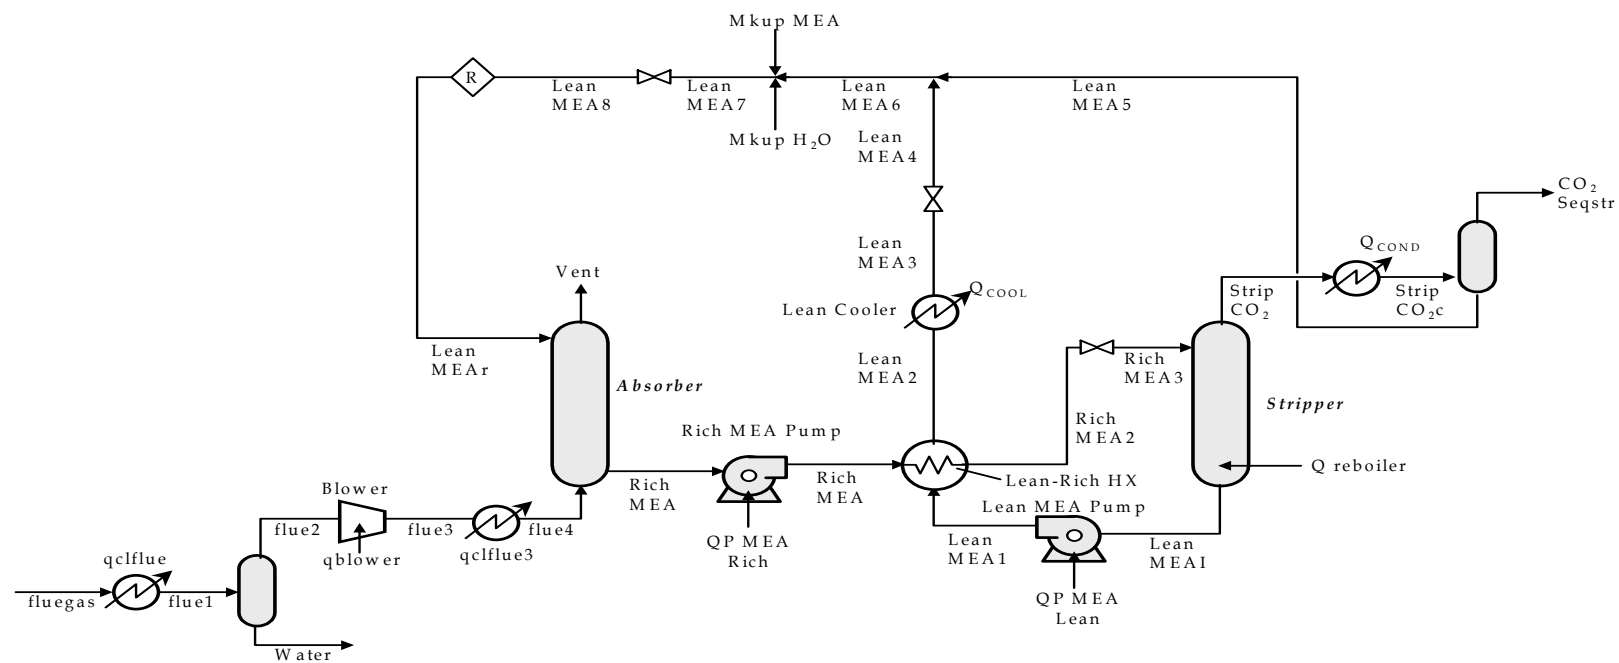 Mkup MEA
R
Lean
MEA8
Lean
MEA7
Lean
MEA6
Lean
MEA5
Mkup H₂O
Lean
MEA4
CO₂
Seqstr
Lean
MEA3
Q COND
Vent
Strip
CO₂
Strip
CO₂c
Q COOL
Lean Cooler
Lean
MEAr
Lean
MEA2
Rich
MEA3
Absorber
Stripper
Rich MEA Pump
Rich
MEA2
Q reboiler
Rich
MEA
Rich
MEA
Lean-Rich HX
Lean MEA Pump
Blower
flue2
flue3
flue4
qblower
qclflue3
QP MEA
Rich
Lean
MEA1
Lean
MEAI
qclflue
fluegas
flue1
QP MEA
Lean
Water